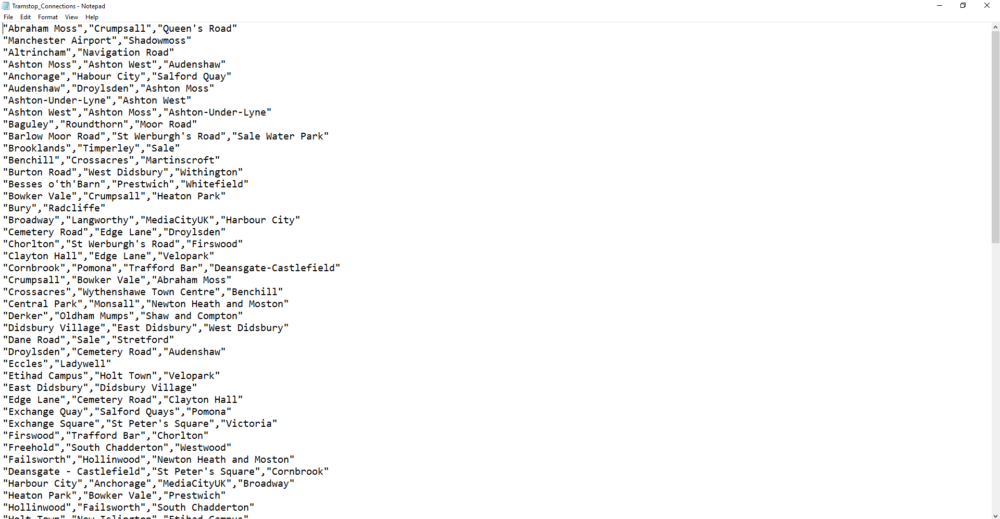 Tramstop_Connections - Notepad
File Edit Format View Help
"Abraham Moss","Crumpsall","Queen's Road"
"Manchester Airport","Shadowmoss"
"Altrincham","Navigation Road"
"Ashton Moss","Ashton West","Audenshaw"
"Anchorage","Habour City","Salford Quay"
"Audenshaw","Droylsden","Ashton Moss"
"Ashton-Under-Lyne","Ashton West"
"Ashton West","Ashton Moss","Ashton-Under-Lyne"
"Baguley","Roundthorn","Moor Road"
"Barlow Moor Road","St Werburgh's Road","Sale Water Park"
"Brooklands","Timperley","Sale"
"Benchill","Crossacres","Martinscroft"
"Burton Road","West Didsbury","Withington"
"Besses o'th'Barn","Prestwich","Whitefield"
"Bowker Vale","Crumpsall","Heaton Park"
"Bury","Radcliffe"
"Broadway","Langworthy","MediaCityUK","Harbour City"
"Cemetery Road","Edge Lane","Droylsden"
"Chorlton","St Werburgh's Road","Firswood"
"Clayton Hall","Edge Lane","Velopark"
"Cornbrook","Pomona","Trafford Bar","Deansgate-Castlefield"
"Crumpsall","Bowker Vale","Abraham Moss"
"Crossacres","Wythenshawe Town Centre","Benchill"
"Central Park","Monsall","Newton Heath and Moston"
"Derker","Oldham Mumps","Shaw and Compton"
"Didsbury Village","East Didsbury","West Didsbury"
"Dane Road","Sale","Stretford"
"Droylsden","Cemetery Road","Audenshaw"
"Eccles","Ladywell"
"Etihad Campus","Holt Town","Velopark"
"East Didsbury","Didsbury Village"
"Edge Lane","Cemetery Road","Clayton Hall"
"Exchange Quay","Salford Quays","Pomona"
"Exchange Square","St Peter's Square","Victoria"
"Firswood","Trafford Bar","Chorlton"
"Freehold","South Chadderton","Westwood"
"Failsworth","Hollinwood","Newton Heath and Moston"
"Deansgate - Castlefield","St Peter's Square","Cornbrook"
"Harbour City","Anchorage","MediaCityUK","Broadway"
"Heaton Park","Bowker Vale","Prestwich"
"Hollinwood","Failsworth","South Chadderton"
"Holt Town","New Islington","Etihad Campus"